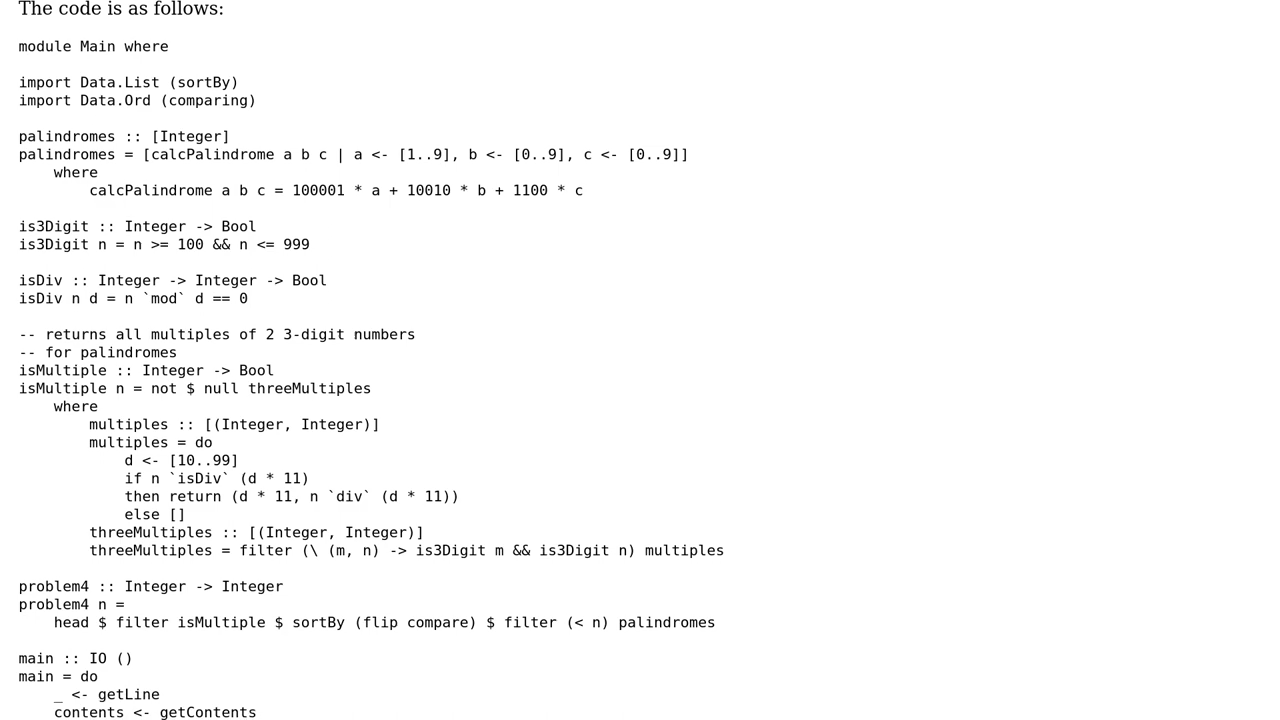 The code is as follows:
module Main where
import Data.List (sortBy)
import Data.Ord (comparing)
palindromes :: [Integer]
palindromes = [calcPalindrome a b c | a <- [1..9], b <- [0..9], c <- [0..9]]
    where
        calcPalindrome a b c = 100001 * a + 10010 * b + 1100 * c
is3Digit :: Integer -> Bool
is3Digit n = n >= 100 && n <= 999
isDiv :: Integer -> Integer -> Bool
isDiv n d = n `mod` d == 0
-- returns all multiples of 2 3-digit numbers
-- for palindromes
isMultiple :: Integer -> Bool
isMultiple n = not $ null threeMultiples
    where
        multiples :: [(Integer, Integer)]
        multiples = do
            d <- [10..99]
            if n `isDiv` (d * 11)
            then return (d * 11, n `div` (d * 11))
            else []
        threeMultiples :: [(Integer, Integer)]
        threeMultiples = filter (\ (m, n) -> is3Digit m && is3Digit n) multiples
problem4 :: Integer -> Integer
problem4 n =
    head $ filter isMultiple $ sortBy (flip compare) $ filter (< n) palindromes
main :: IO ()
main = do
    _ <- getLine
    contents <- getContents